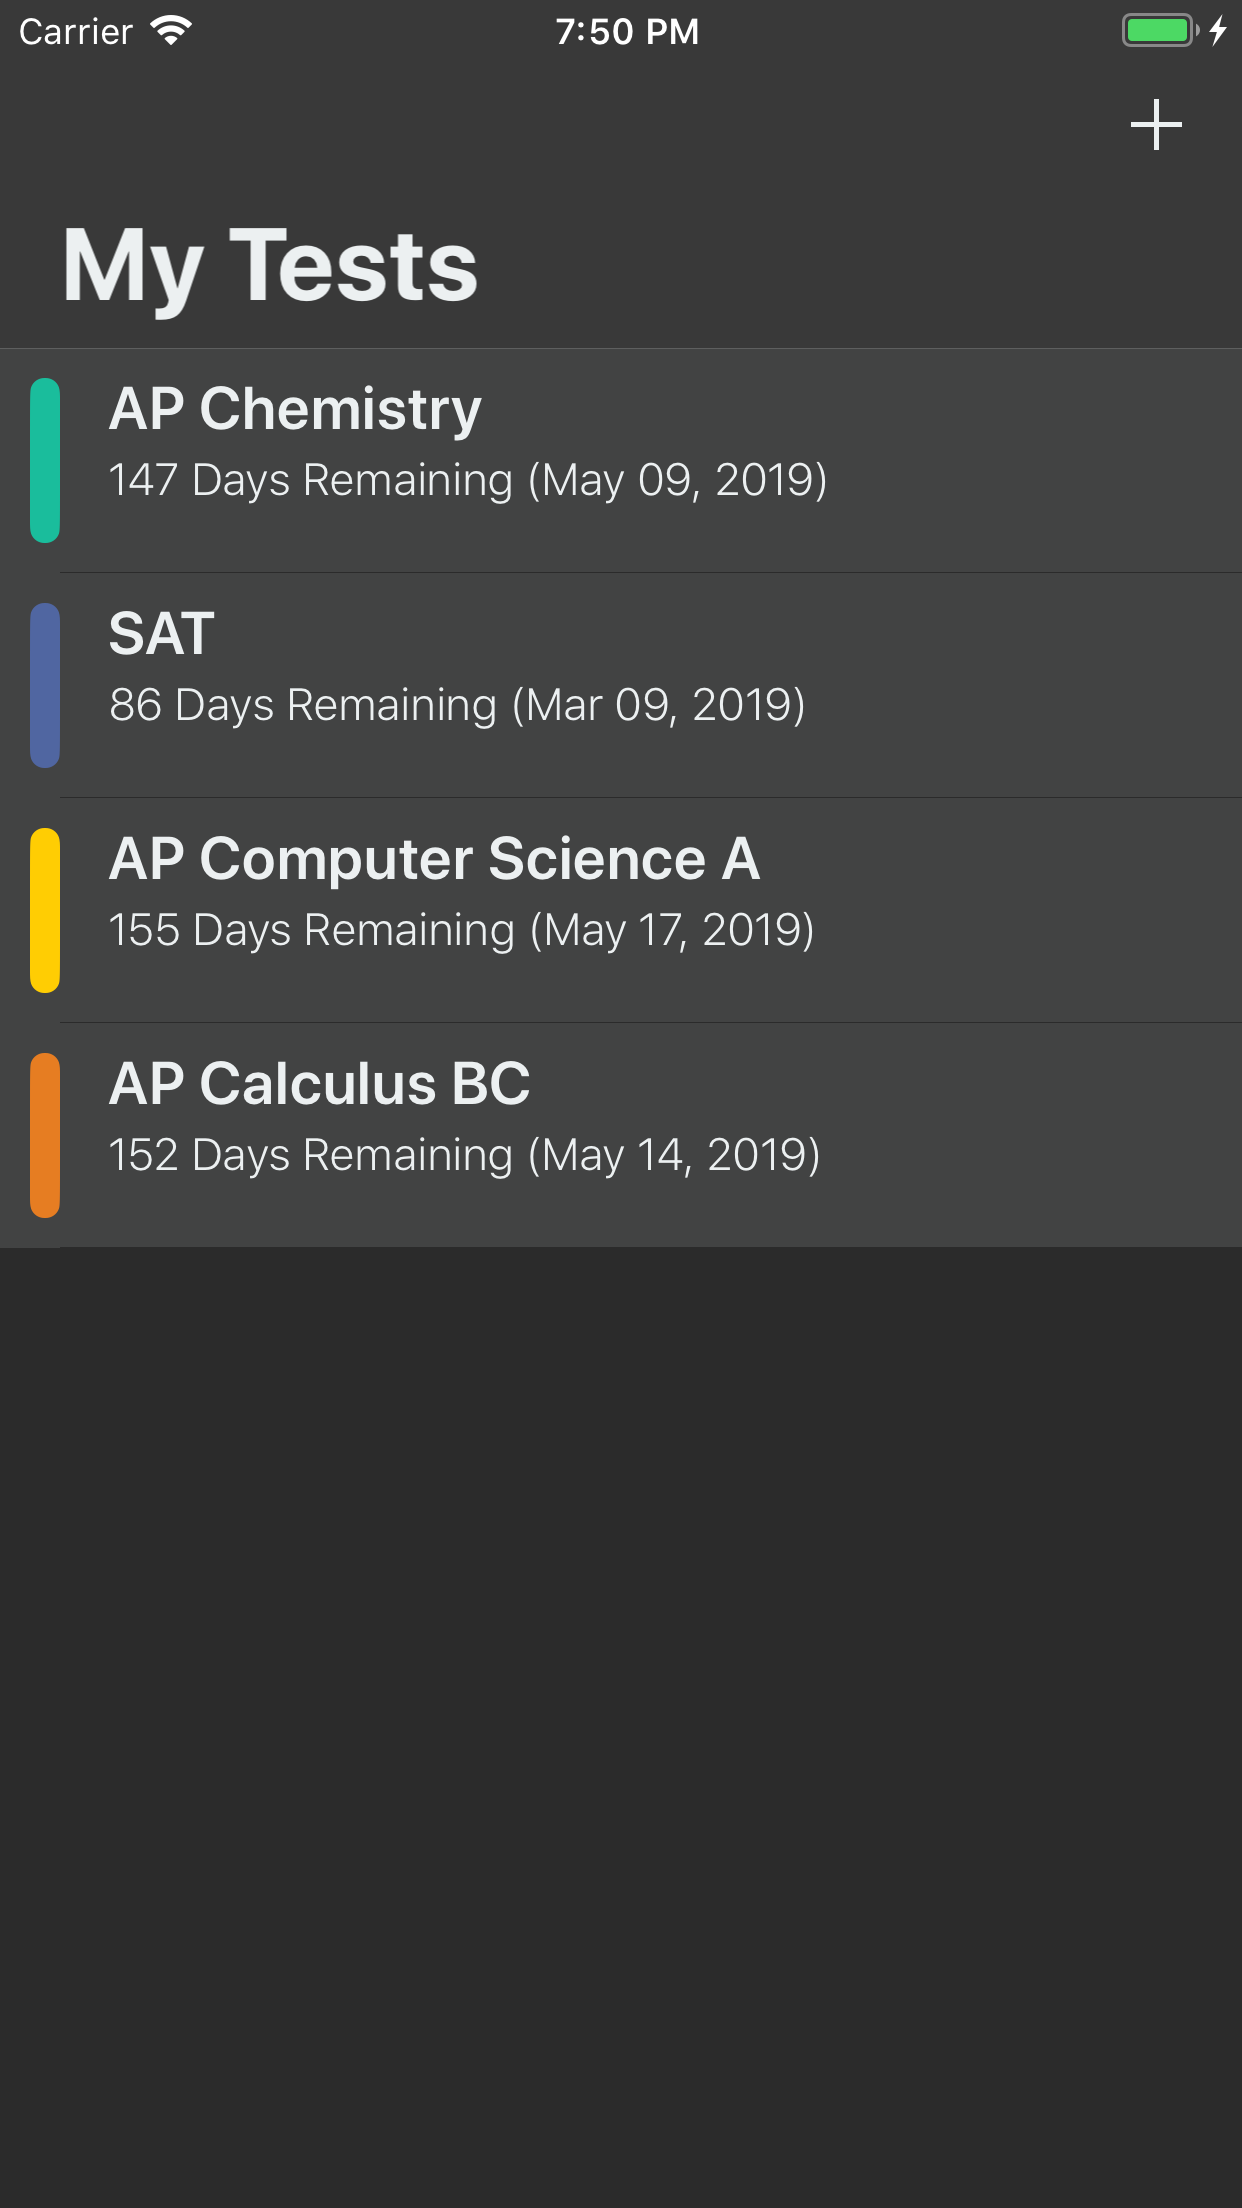 Carrier 7:50 PM
My Tests
AP Chemistry
147 Days Remaining (May 09, 2019)
SAT
86 Days Remaining (Mar 09, 2019)
AP Computer Science A
155 Days Remaining (May 17, 2019)
AP Calculus BC
152 Days Remaining (May 14, 2019)